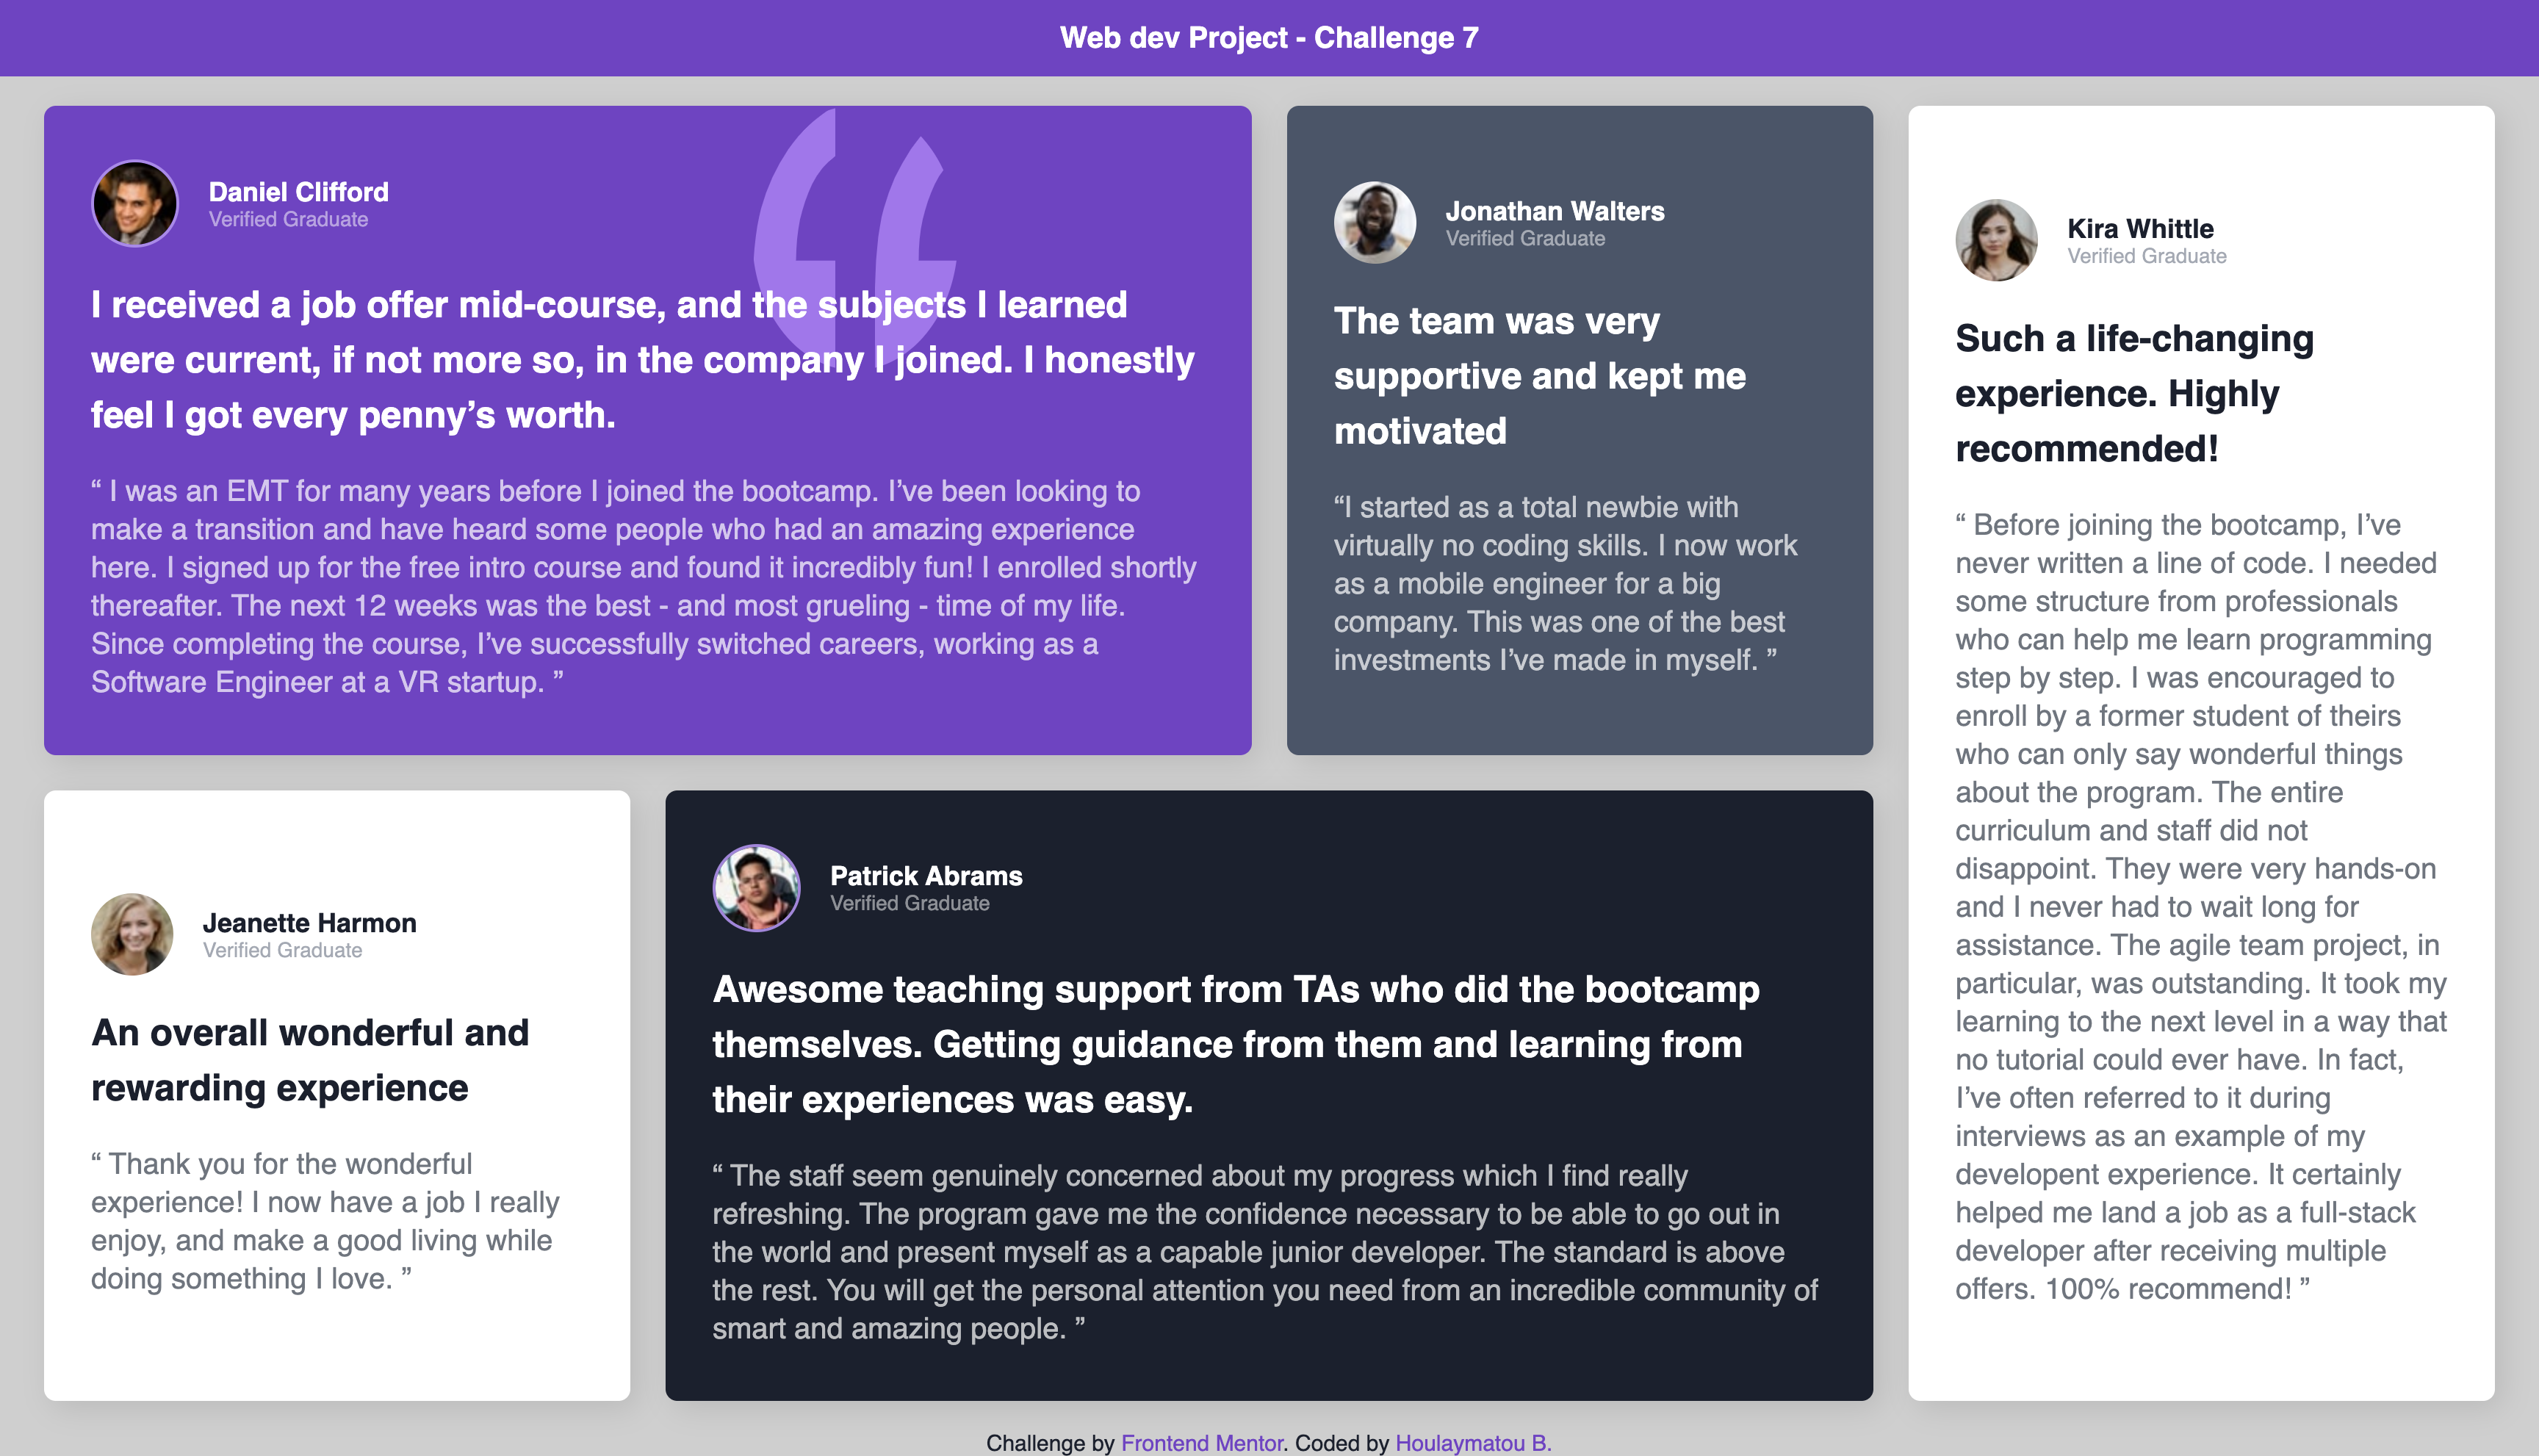 Web dev Project - Challenge 7
Daniel Clifford
Verified Graduate
I received a job offer mid-course, and the subjects I learned
were current, if not more so, in the company I joined. I honestly
feel I got every penny’s worth.
“ I was an EMT for many years before I joined the bootcamp. I’ve been looking to
make a transition and have heard some people who had an amazing experience
here. I signed up for the free intro course and found it incredibly fun! I enrolled shortly
thereafter. The next 12 weeks was the best - and most grueling - time of my life.
Since completing the course, I’ve successfully switched careers, working as a
Software Engineer at a VR startup. ”
Jonathan Walters
Verified Graduate
The team was very
supportive and kept me
motivated
“I started as a total newbie with
virtually no coding skills. I now work
as a mobile engineer for a big
company. This was one of the best
investments I’ve made in myself. ”
Kira Whittle
Verified Graduate
Such a life-changing
experience. Highly
recommended!
“ Before joining the bootcamp, I’ve
never written a line of code. I needed
some structure from professionals
who can help me learn programming
step by step. I was encouraged to
enroll by a former student of theirs
who can only say wonderful things
about the program. The entire
curriculum and staff did not
disappoint. They were very hands-on
and I never had to wait long for
assistance. The agile team project, in
particular, was outstanding. It took my
learning to the next level in a way that
no tutorial could ever have. In fact,
I’ve often referred to it during
interviews as an example of my
developent experience. It certainly
helped me land a job as a full-stack
developer after receiving multiple
offers. 100% recommend! ”
Jeanette Harmon
Verified Graduate
An overall wonderful and
rewarding experience
“ Thank you for the wonderful
experience! I now have a job I really
enjoy, and make a good living while
doing something I love. ”
Patrick Abrams
Verified Graduate
Awesome teaching support from TAs who did the bootcamp
themselves. Getting guidance from them and learning from
their experiences was easy.
“ The staff seem genuinely concerned about my progress which I find really
refreshing. The program gave me the confidence necessary to be able to go out in
the world and present myself as a capable junior developer. The standard is above
the rest. You will get the personal attention you need from an incredible community of
smart and amazing people. ”
Challenge by Frontend Mentor. Coded by Houlaymatou B.